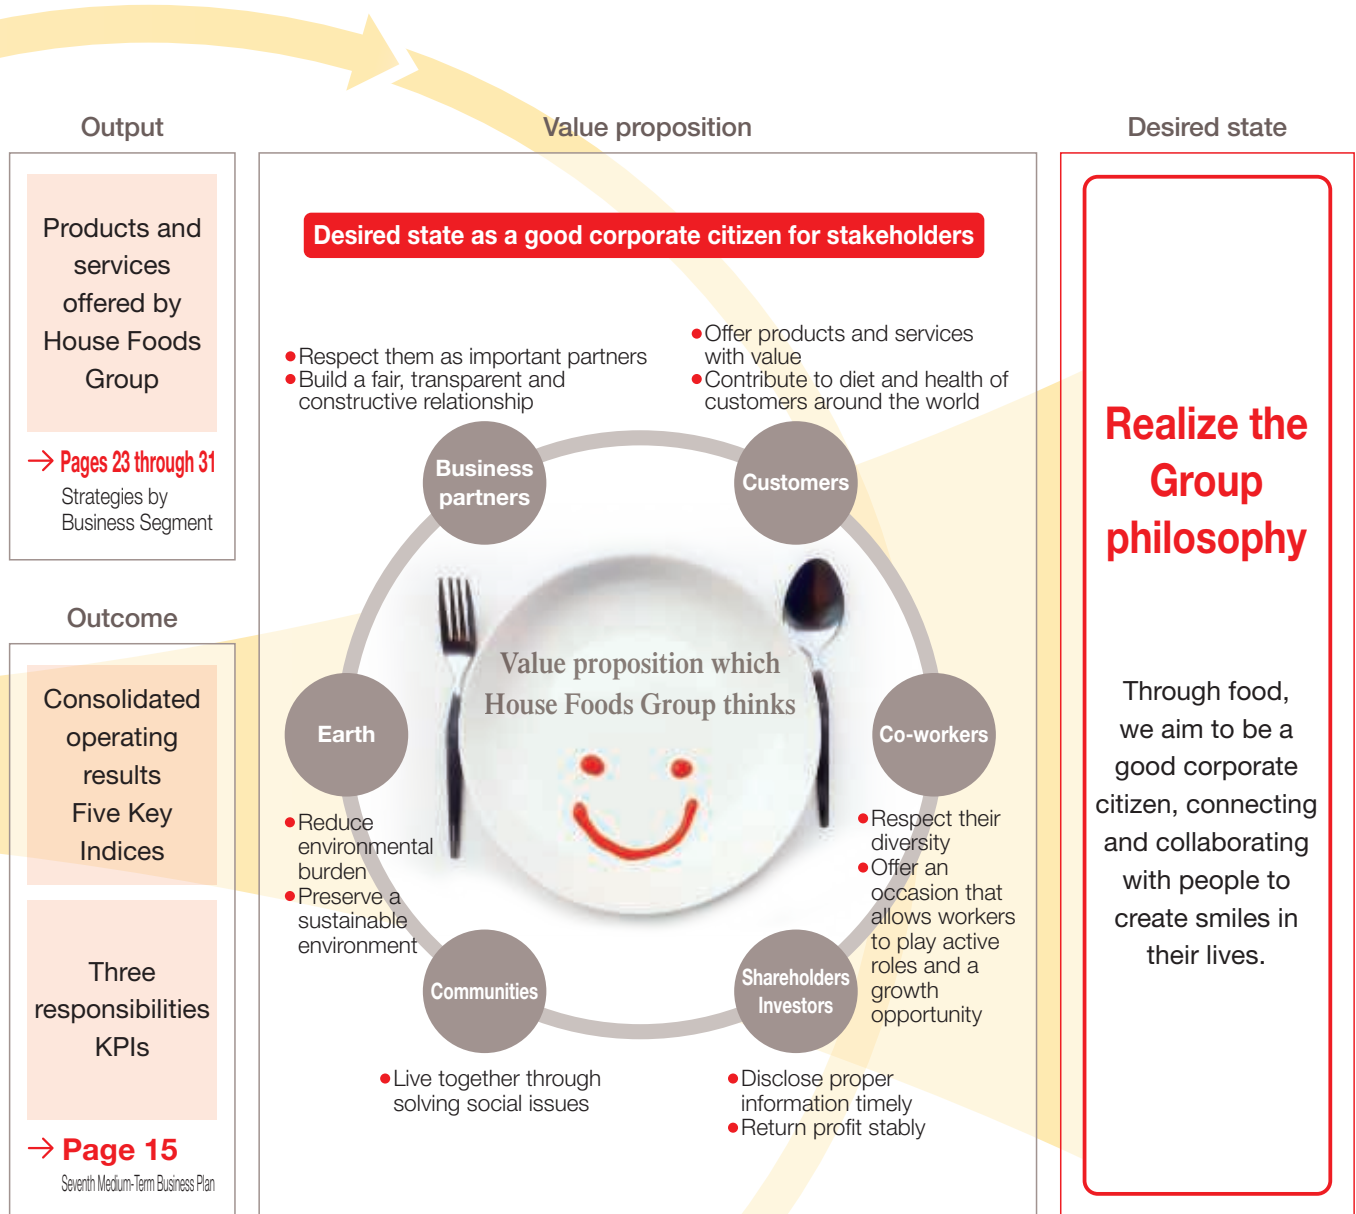 Output
Products and
services
offered by
House Foods
Group
→ Pages 23 through 31
Strategies by
Business Segment
Outcome
Consolidated
operating
results
Five Key
Indices
Three
responsibilities
KPIs
→ Page 15
Seventh Medium-Term Business Plan
Value proposition
Desired state as a good corporate citizen for stakeholders
●Respect them as important partners
●Build a fair, transparent and
constructive relationship
Business
partners
●Offer products and services
with value
●Contribute to diet and health of
customers around the world
Customers
Value proposition which
House Foods Group thinks
Earth
●Reduce
environmental
burden
●Preserve a
sustainable
environment
Co-workers
●Respect their
diversity
●Offer an
occasion that
allows workers
to play active
roles and a
growth
opportunity
Communities
●Live together through
solving social issues
Shareholders
Investors
●Disclose proper
information timely
●Return profit stably
Desired state
Realize the
Group
philosophy
Through food,
we aim to be a
good corporate
citizen, connecting
and collaborating
with people to
create smiles in
their lives.